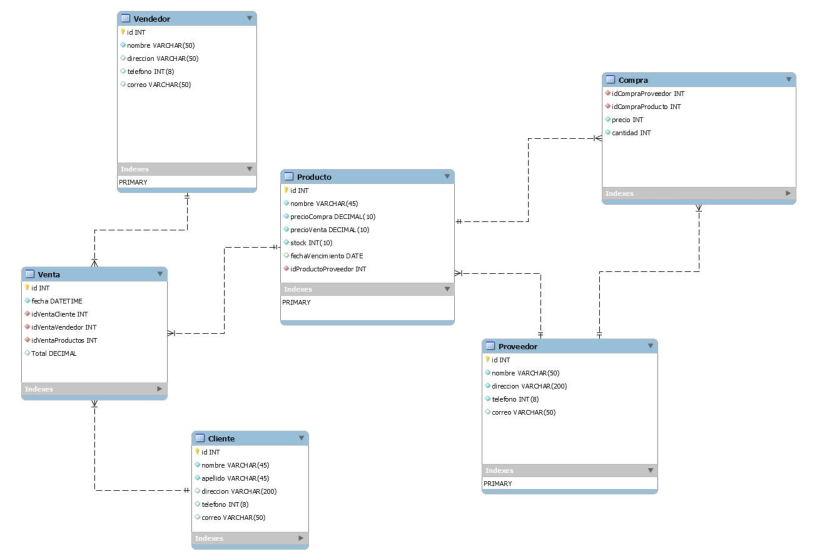 Vendedor
id INT
nombre VARCHAR(50)
direccion VARCHAR(50)
telefono INT(8)
correo VARCHAR(50)
Indexes
PRIMARY
Compra
idCompraProveedor INT
idCompraProducto INT
precio INT
cantidad INT
Indexes
Producto
id INT
nombre VARCHAR(45)
precioCompra DECIMAL(10)
precioVenta DECIMAL(10)
stock INT(10)
fechaVencimiento DATE
idProductoProveedor INT
Indexes
PRIMARY
Venta
id INT
fecha DATETIME
idVentaCliente INT
idVentaVendedor INT
idVentaProductos INT
Total DECIMAL
Indexes
Proveedor
id INT
nombre VARCHAR(50)
direccion VARCHAR(200)
telefono INT(8)
correo VARCHAR(50)
Indexes
PRIMARY
Cliente
id INT
nombre VARCHAR(45)
apellido VARCHAR(45)
direccion VARCHAR(200)
telefono INT(8)
correo VARCHAR(50)
Indexes